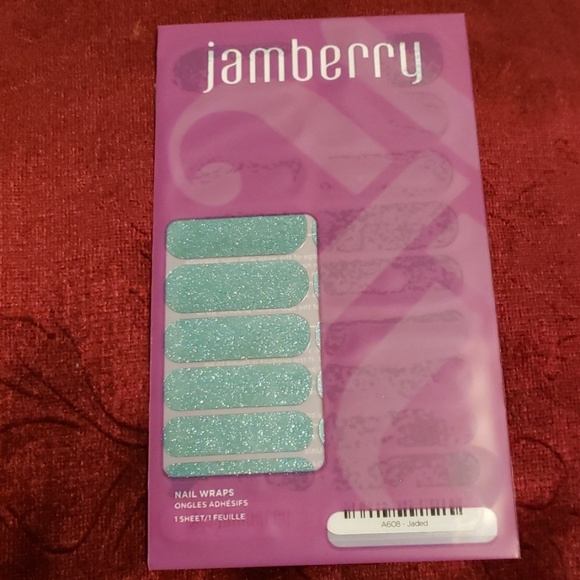 jamberry
NAIL WRAPS
ONGLES ADHÉSIFS
1 SHEET/1 FEUILLE
A608 - Jaded